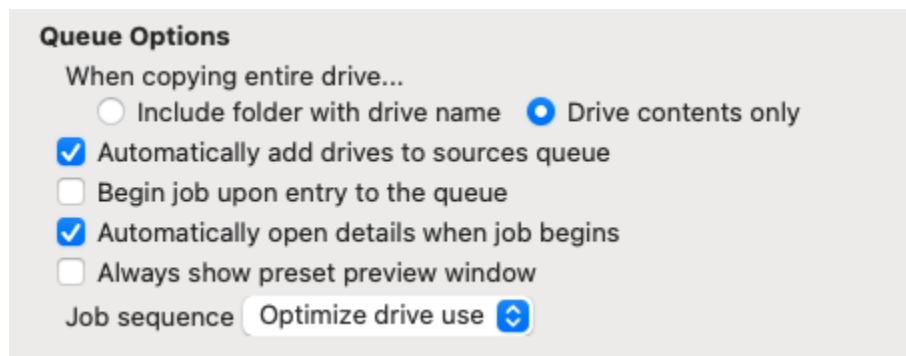 Queue Options
When copying entire drive...
Include folder with drive name Drive contents only
Automatically add drives to sources queue
Begin job upon entry to the queue
Automatically open details when job begins
Always show preset preview window
Job sequence Optimize drive use